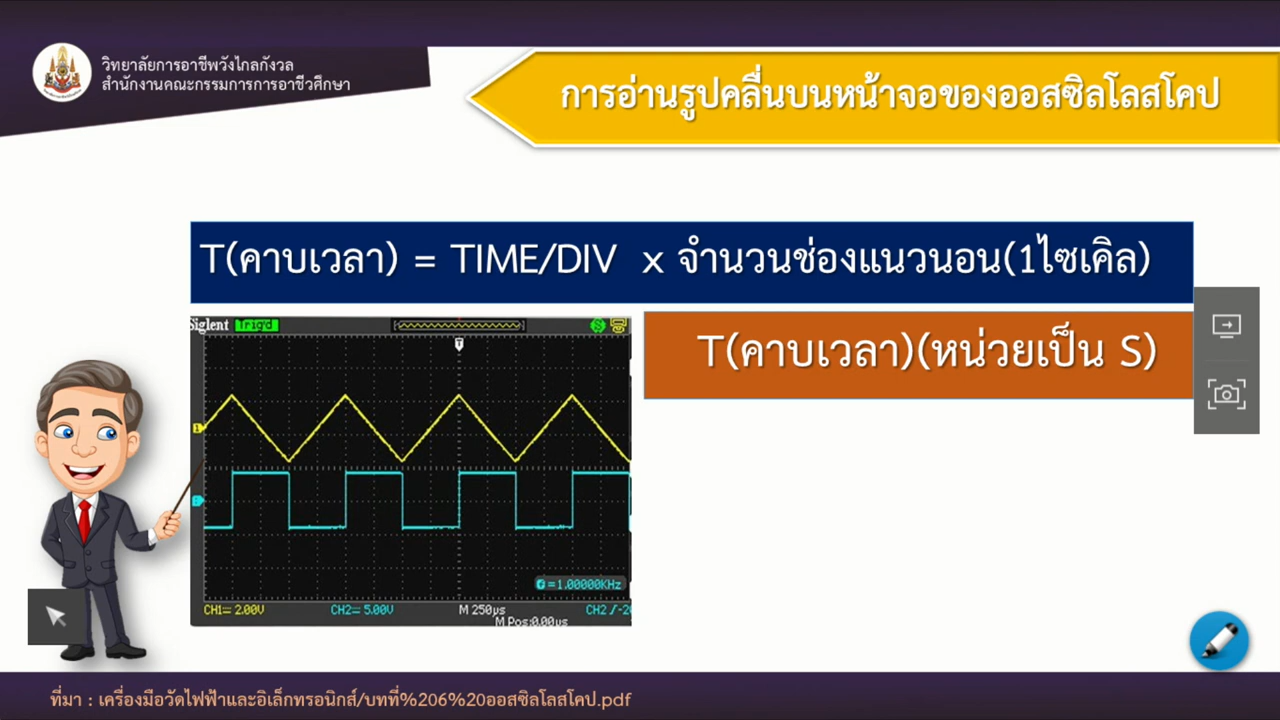 วิทยาลัยการอาชีพวังไกลกังวล
สำนักงานคณะกรรมการการอาชีวศึกษา
การอ่านรูปคลื่นบนหน้าจอของออสซิลโลสโคป
T(คาบเวลา) = TIME/DIV x จำนวนช่องแนวนอน(1ไซเคิล)
T(คาบเวลา)(หน่วยเป็น S)
Siglent Trig'd
T
1
=1.00000KHz
CH1= 2.00V CH2= 5.00V M 250µs CH2
M Pos:0.00µs
ที่มา : เครื่องมือวัดไฟฟ้าและอิเล็กทรอนิกส์/บทที่%206%20ออสซิลโลสโคป.pdf